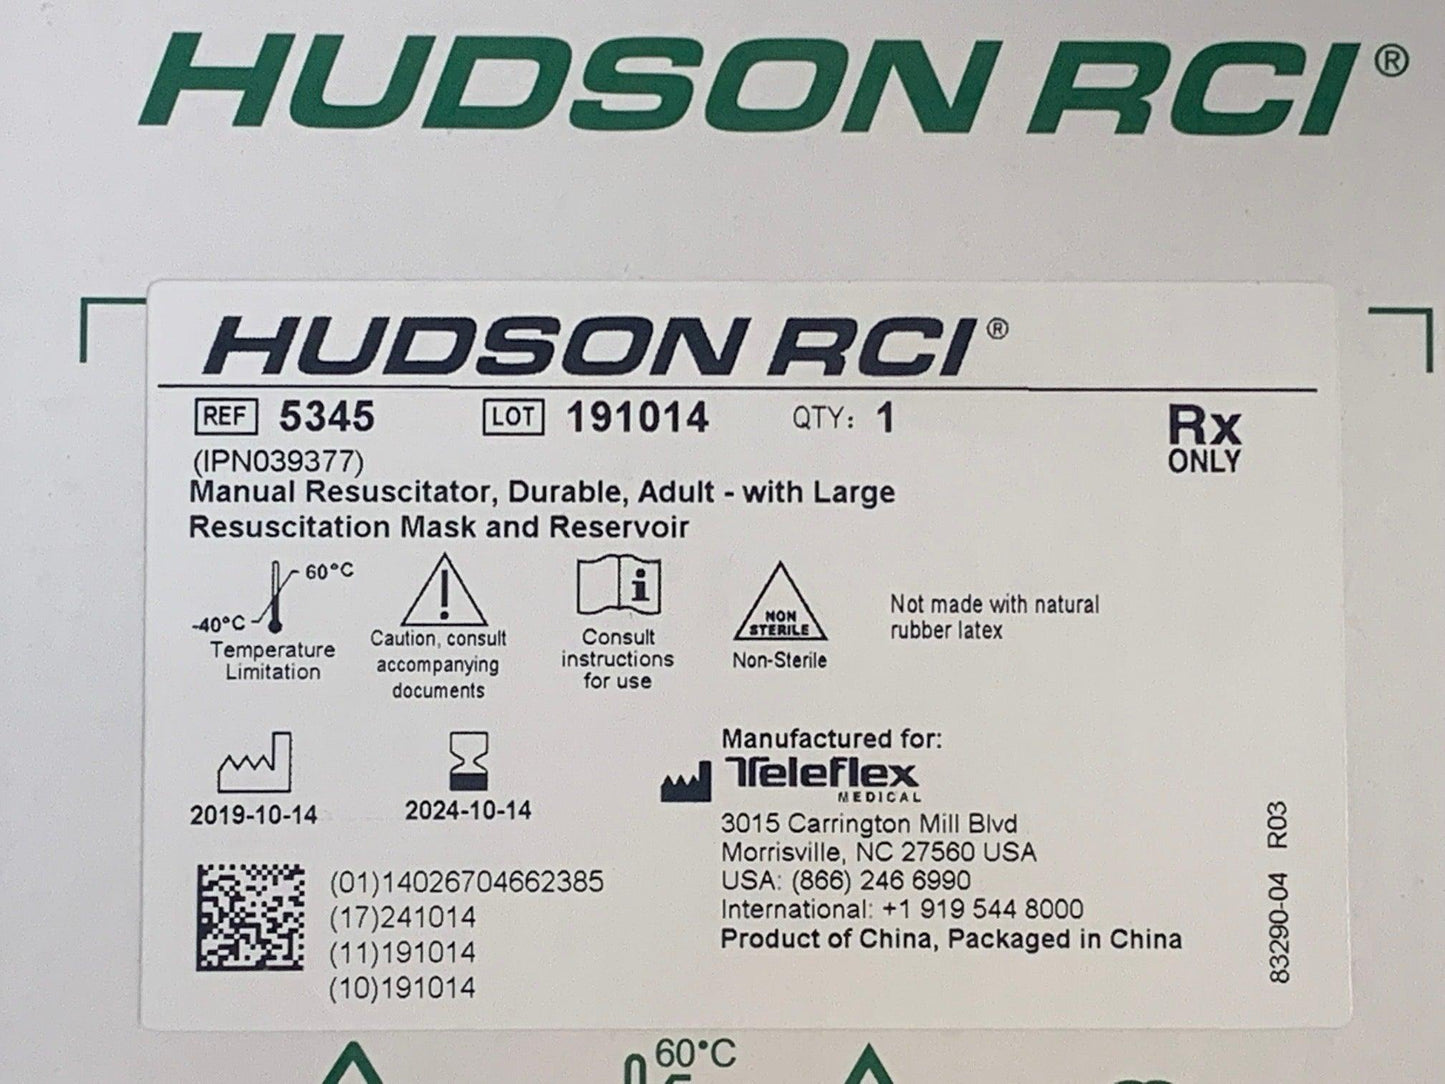 HUDSON RCI®
HUDSON RCI®
REF 5345 LOT 191014 QTY: 1 Rx ONLY
(IPN039377)
Manual Resuscitator, Durable, Adult - with Large
Resuscitation Mask and Reservoir
60°C
-40°C
Temperature
Limitation
Caution, consult
accompanying
documents
i
Consult
instructions
for use
NON
STERILE
Non-Sterile
Not made with natural
rubber latex
2019-10-14
2024-10-14
Manufactured for:
Teleflex
MEDICAL
3015 Carrington Mill Blvd
Morrisville, NC 27560 USA
USA: (866) 246 6990
International: +1 919 544 8000
Product of China, Packaged in China
(01)14026704662385
(17)241014
(11)191014
(10)191014
83290-04 R03
60°C